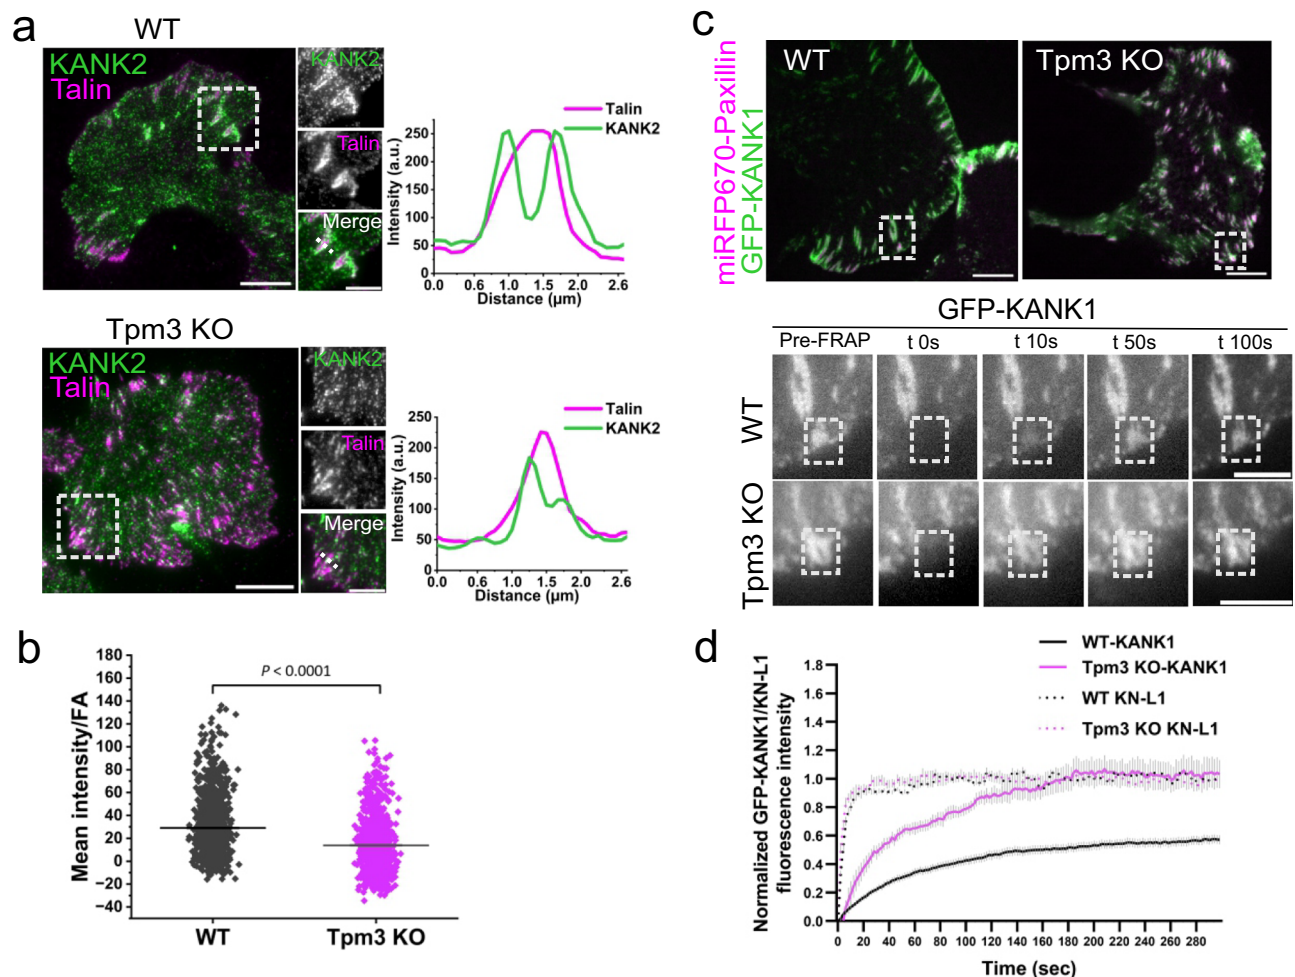 a
WT
KANK2
Talin
KANK2
Talin
Merge
Talin
KANK2
Intensity (a.u.)
250
200
150
100
50
0
0.0 0.6 1.0 1.5 2.0 2.6
Distance (µm)
Tpm3 KO
KANK2
Talin
KANK2
Talin
Merge
Talin
KANK2
Intensity (a.u.)
250
200
150
100
50
0
0.0 0.6 1.0 1.5 2.0 2.6
Distance (µm)
b
Mean intensity/FA
180
160
140
120
100
80
60
40
20
0
−20
−40
P < 0.0001
WT Tpm3 KO
c
miRFP670-Paxillin
GFP-KANK1
WT
Tpm3 KO
GFP-KANK1
Pre-FRAP t 0s t 10s t 50s t 100s
WT
Tpm3 KO
d
WT-KANK1
Tpm3 KO-KANK1
WT KN-L1
Tpm3 KO KN-L1
Normalized GFP-KANK1/KN-L1
fluorescence intensity
1.8
1.6
1.4
1.2
1.0
0.8
0.6
0.4
0.2
0.0
0 20 40 60 80 100 120 140 160 180 200 220 240 260 280
Time (sec)